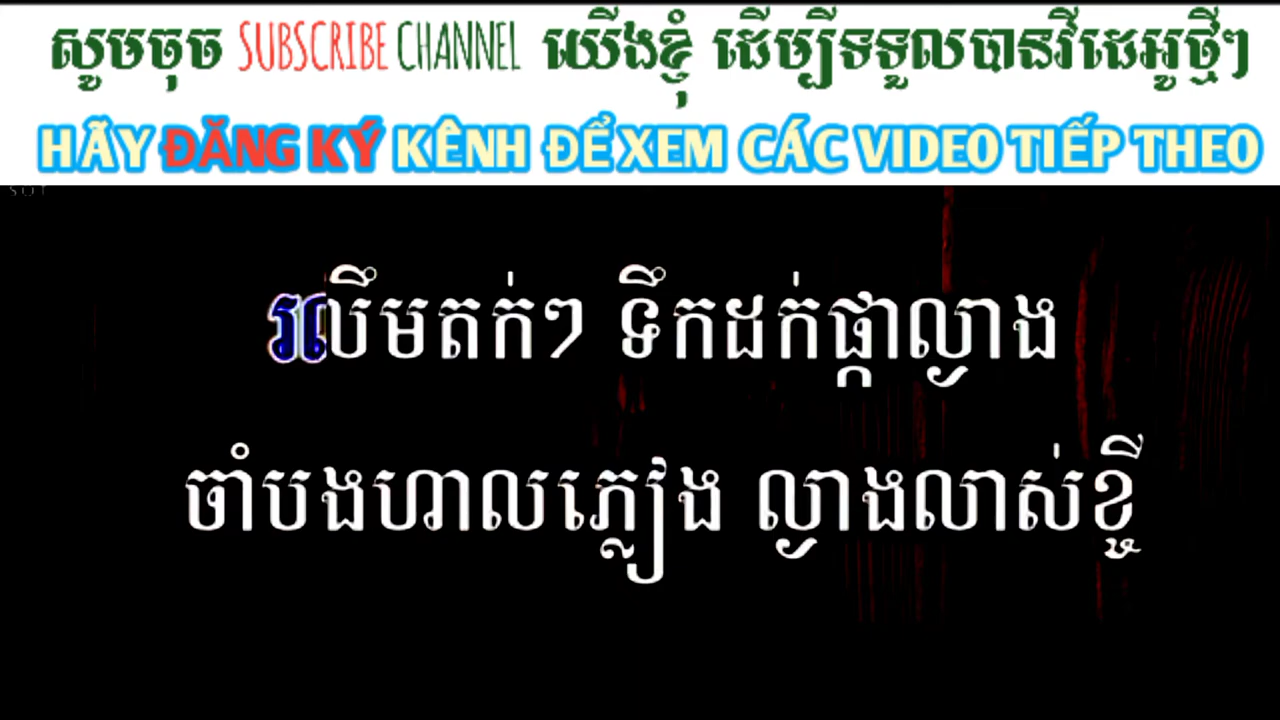 សូមចុច SUBSCRIBE CHANNEL យើងខ្ញុំ ដើម្បីទទួលបានវីដេអូថ្មីៗ
HÃY ĐĂNG KÝ KÊNH ĐỂ XEM CÁC VIDEO TIẾP THEO
រលឹមតក់ៗ ទឹកដក់ផ្កាល្ងាង
ចាំបងហាលភ្លៀង ល្ងាងលាស់ខ្ចី